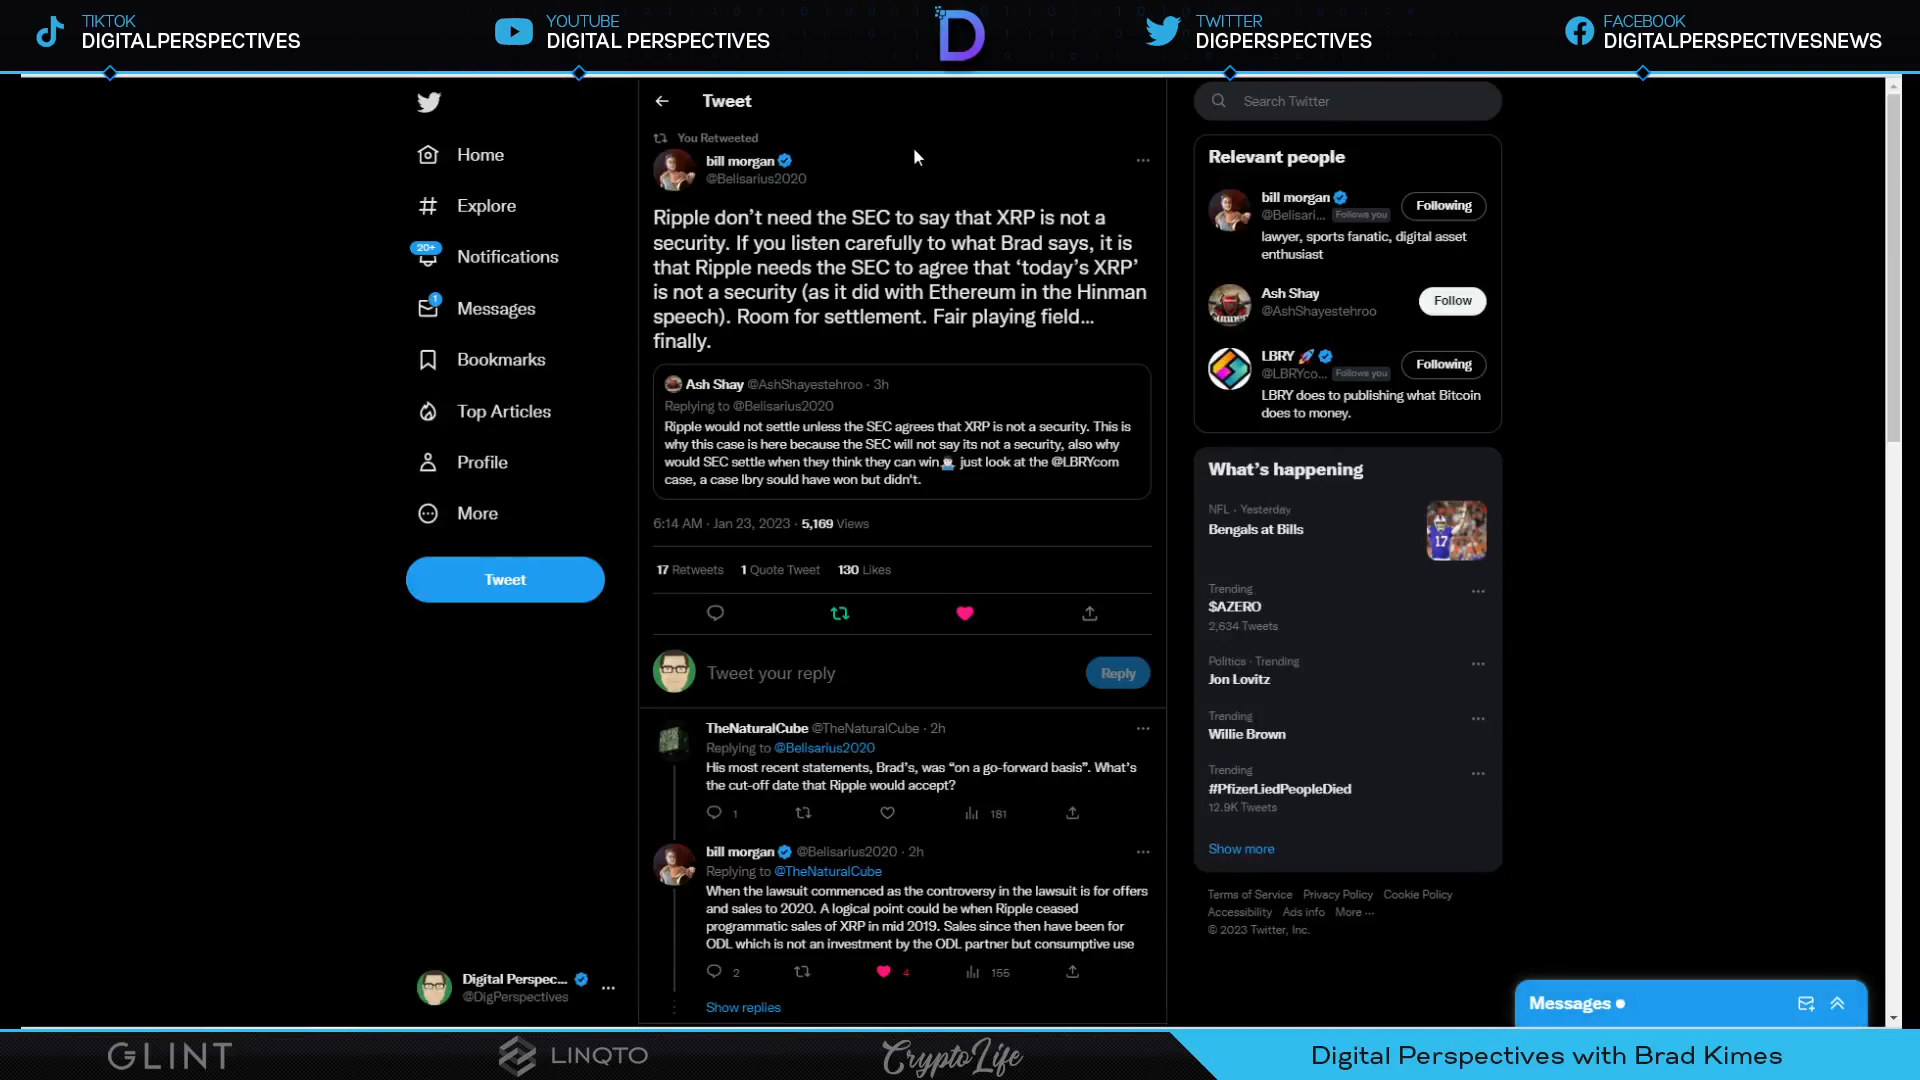 TIKTOK
DIGITALPERSPECTIVES
YOUTUBE
DIGITAL PERSPECTIVES
D
TWITTER
DIGPERSPECTIVES
FACEBOOK
DIGITALPERSPECTIVESNEWS
Home
Explore
20+
Notifications
1
Messages
Bookmarks
Top Articles
Profile
More
Tweet
Digital Perspec...
@DigPerspectives
Tweet
You Retweeted
bill morgan
@Belisarius2020
Ripple don’t need the SEC to say that XRP is not a
security. If you listen carefully to what Brad says, it is
that Ripple needs the SEC to agree that ‘today’s XRP’
is not a security (as it did with Ethereum in the Hinman
speech). Room for settlement. Fair playing field...
finally.
Ash Shay @AshShayestehroo · 3h
Replying to @Belisarius2020
Ripple would not settle unless the SEC agrees that XRP is not a security. This is
why this case is here because the SEC will not say its not a security, also why
would SEC settle when they think they can win just look at the @LBRYcom
case, a case lbry sould have won but didn't.
6:14 AM · Jan 23, 2023 · 5,169 Views
17 Retweets 1 Quote Tweet 130 Likes
Tweet your reply
Reply
TheNaturalCube @TheNaturalCube · 2h
Replying to @Belisarius2020
His most recent statements, Brad’s, was “on a go-forward basis”. What’s
the cut-off date that Ripple would accept?
1 181
bill morgan @Belisarius2020 · 2h
Replying to @TheNaturalCube
When the lawsuit commenced as the controversy in the lawsuit is for offers
and sales to 2020. A logical point could be when Ripple ceased
programmatic sales of XRP in mid 2019. Sales since then have been for
ODL which is not an investment by the ODL partner but consumptive use
2 4 155
Show replies
Search Twitter
Relevant people
bill morgan
@Belisari... Follows you
Following
lawyer, sports fanatic, digital asset
enthusiast
Ash Shay
@AshShayestehroo
Follow
LBRY
@LBRYco... Follows you
Following
LBRY does to publishing what Bitcoin
does to money.
What’s happening
NFL · Yesterday
Bengals at Bills
17
Trending
$AZERO
2,634 Tweets
Politics · Trending
Jon Lovitz
Trending
Willie Brown
Trending
#PfizerLiedPeopleDied
12.9K Tweets
Show more
Terms of Service Privacy Policy Cookie Policy
Accessibility Ads info More ...
© 2023 Twitter, Inc.
Messages
GLINT
LINQTO
CryptoLife
Digital Perspectives with Brad Kimes